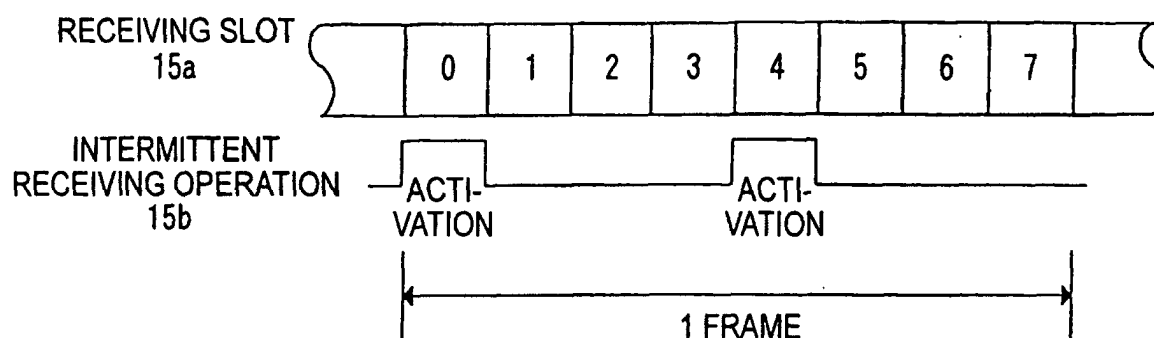 RECEIVING SLOT
15a
0 1 2 3 4 5 6 7
INTERMITTENT
RECEIVING OPERATION
15b
ACTI-
VATION
ACTI-
VATION
1 FRAME